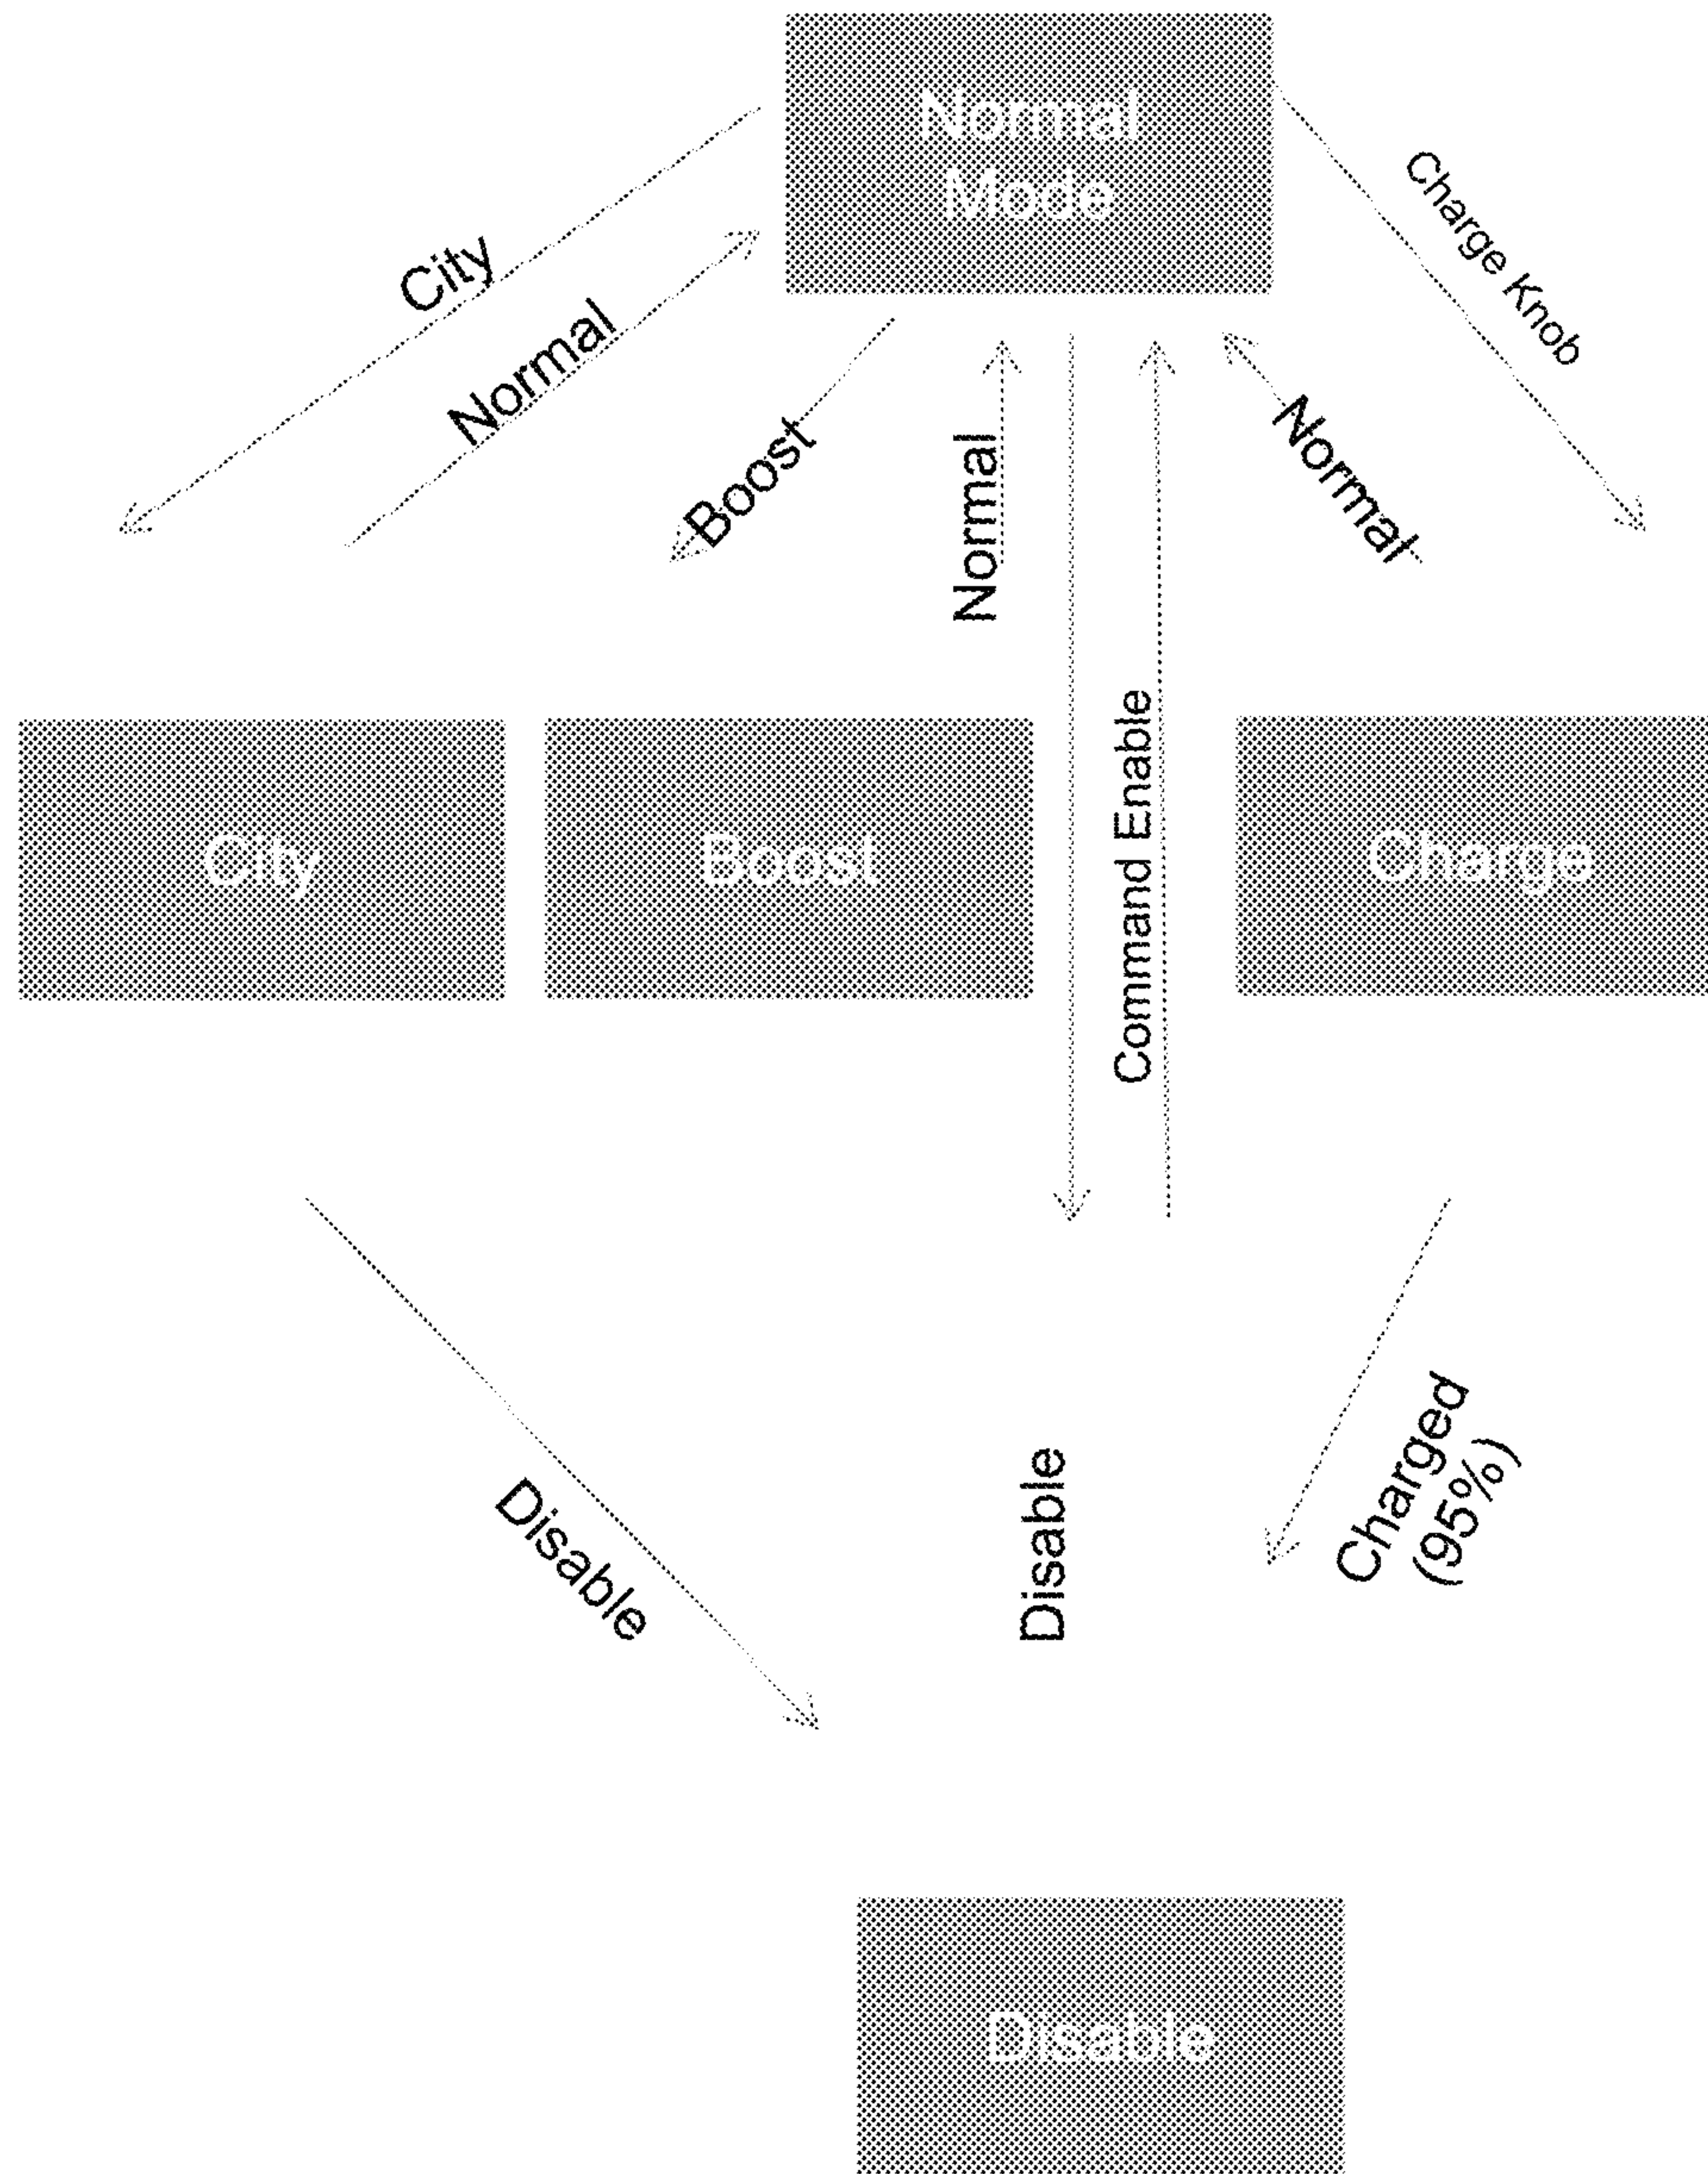 Normal
Mode
City
Normal
Boost
Normal
Normal
Charge Knob
City
Boost
Command Enable
Charge
Disable
Disable
Charged
(95%)
Disable